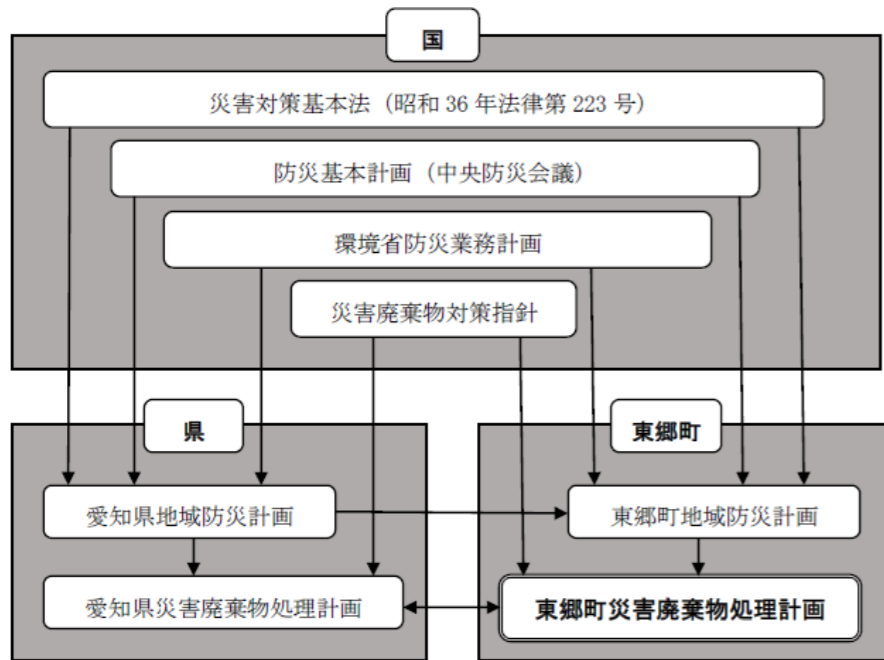 国
災害対策基本法（昭和 36 年法律第 223 号）
防災基本計画（中央防災会議）
環境省防災業務計画
災害廃棄物対策指針
県
東郷町
愛知県地域防災計画
東郷町地域防災計画
愛知県災害廃棄物処理計画
東郷町災害廃棄物処理計画